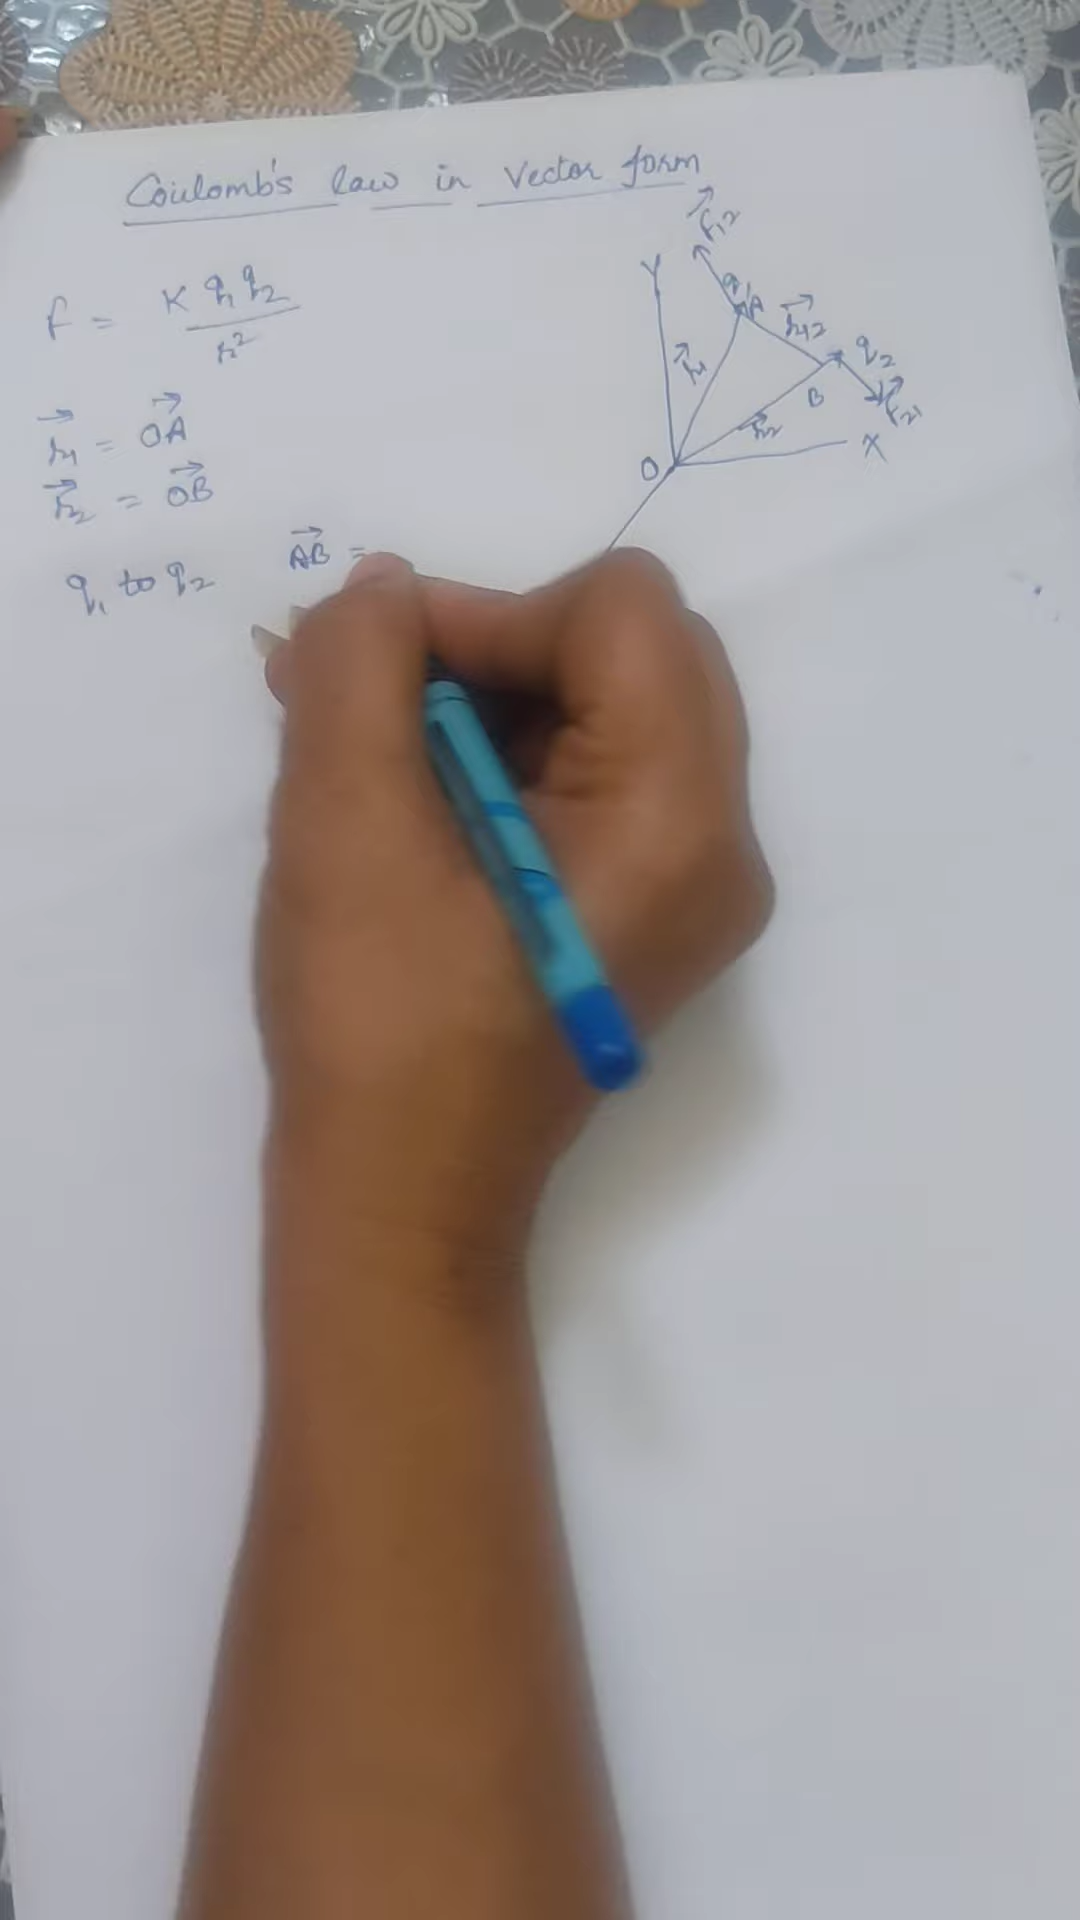 Coulomb's law in Vector form
F = K q₁ q₂ / r²
r₁⃗ = OA⃗
r₂⃗ = OB⃗
q₁ to q₂ AB⃗ =
F₁₂⃗
Y
q₁ A
r₁₂⃗
q₂
r₁⃗
B
F₂₁⃗
r₂⃗
O
X